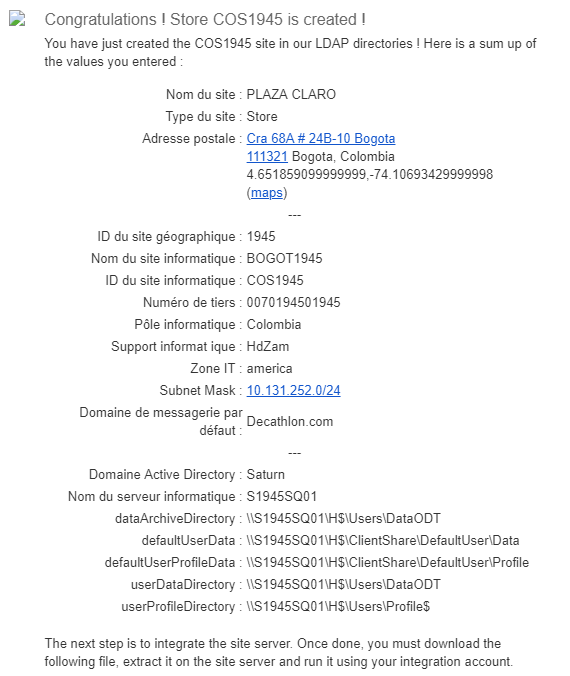 Congratulations ! Store COS1945 is created !
You have just created the COS1945 site in our LDAP directories ! Here is a sum up of
the values you entered :
Nom du site : PLAZA CLARO
Type du site : Store
Adresse postale : Cra 68A # 24B-10 Bogota
111321 Bogota, Colombia
4.651859099999999,-74.10693429999998
(maps)
---
ID du site géographique : 1945
Nom du site informatique : BOGOT1945
ID du site informatique : COS1945
Numéro de tiers : 0070194501945
Pôle informatique : Colombia
Support informat ique : HdZam
Zone IT : america
Subnet Mask : 10.131.252.0/24
Domaine de messagerie par
défaut : Decathlon.com
---
Domaine Active Directory : Saturn
Nom du serveur informatique : S1945SQ01
dataArchiveDirectory : \\S1945SQ01\H$\Users\DataODT
defaultUserData : \\S1945SQ01\H$\ClientShare\DefaultUser\Data
defaultUserProfileData : \\S1945SQ01\H$\ClientShare\DefaultUser\Profile
userDataDirectory : \\S1945SQ01\H$\Users\DataODT
userProfileDirectory : \\S1945SQ01\H$\Users\Profile$
The next step is to integrate the site server. Once done, you must download the
following file, extract it on the site server and run it using your integration account.